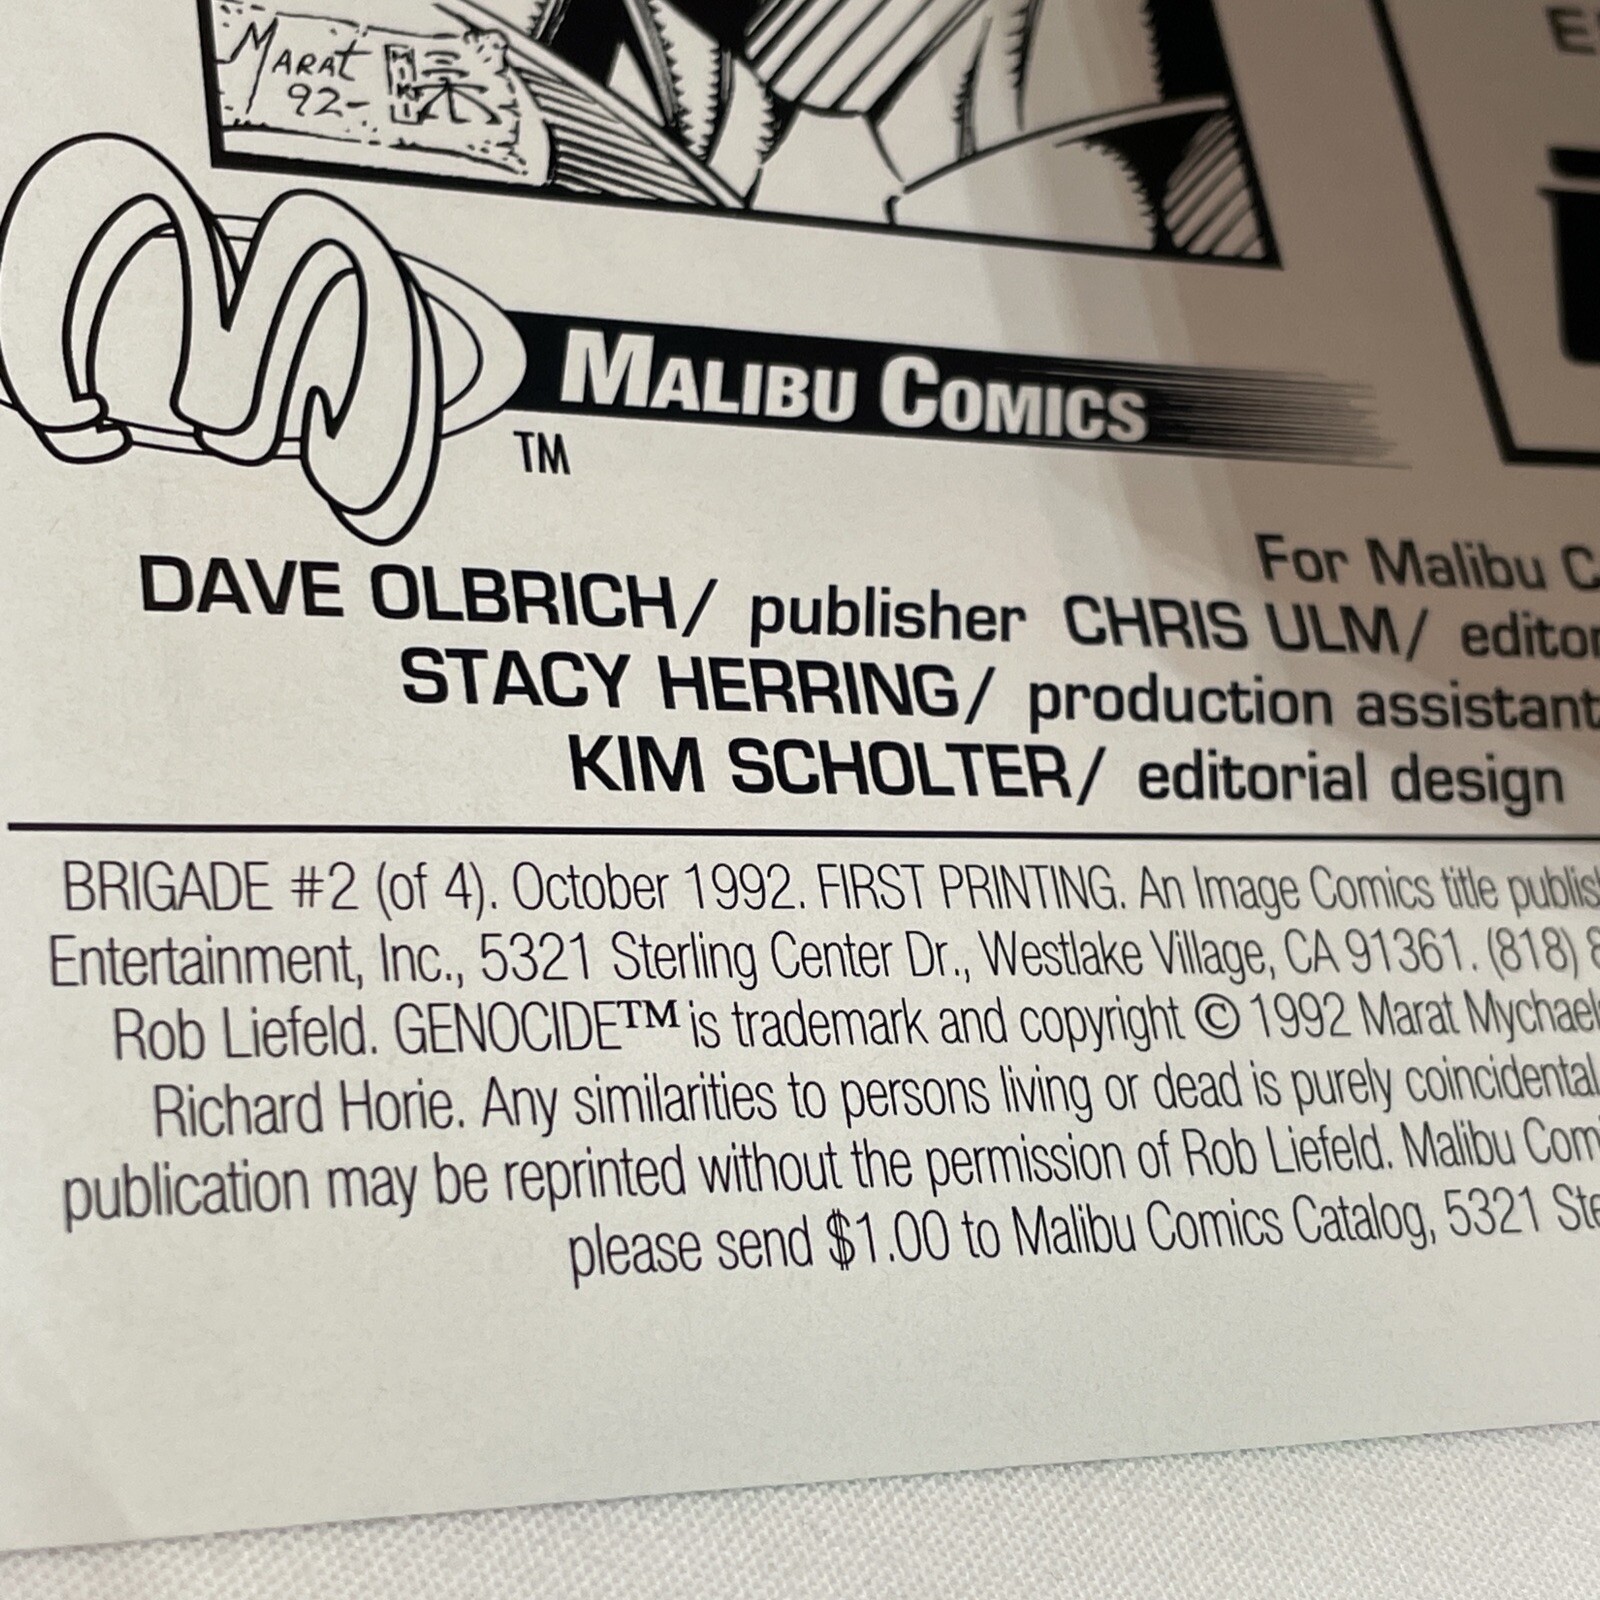 MARAT
92-
MIKI
MALIBU COMICS
TM
For Malibu
DAVE OLBRICH/ publisher CHRIS ULM/ editor
STACY HERRING/ production assistant
KIM SCHOLTER/ editorial design
BRIGADE #2 (of 4). October 1992. FIRST PRINTING. An Image Comics title
Entertainment, Inc., 5321 Sterling Center Dr., Westlake Village, CA 91361. (818)
Rob Liefeld. GENOCIDE™ is trademark and copyright © 1992 Marat
Richard Horie. Any similarities to persons living or dead is purely coincidental.
publication may be reprinted without the permission of Rob Liefeld. Malibu
please send $1.00 to Malibu Comics Catalog, 5321